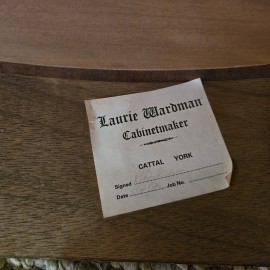 Laurie Wardman
Cabinetmaker
CATTAL YORK
Signed
Date Job No.